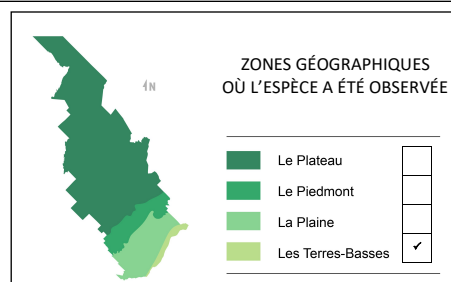 ZONES GÉOGRAPHIQUES
OÙ L'ESPÈCE A ÉTÉ OBSERVÉE
N
Le Plateau
Le Piedmont
La Plaine
Les Terres-Basses ✓